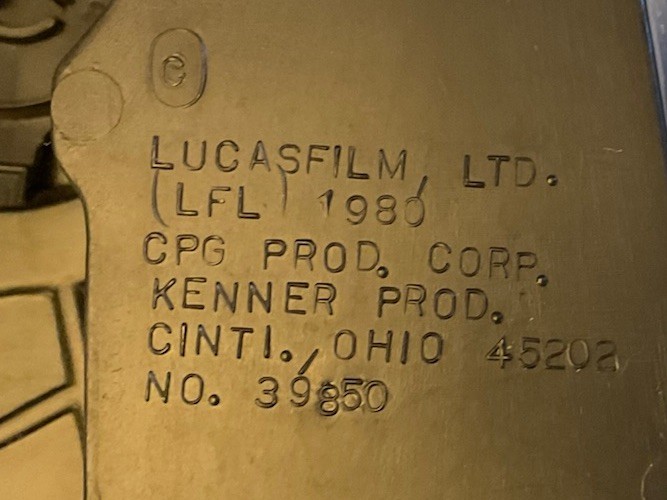 ©
LUCASFILM, LTD.
(LFL) 1980
CPG PROD. CORP.
KENNER PROD.
CINTI., OHIO 45202
NO. 39850